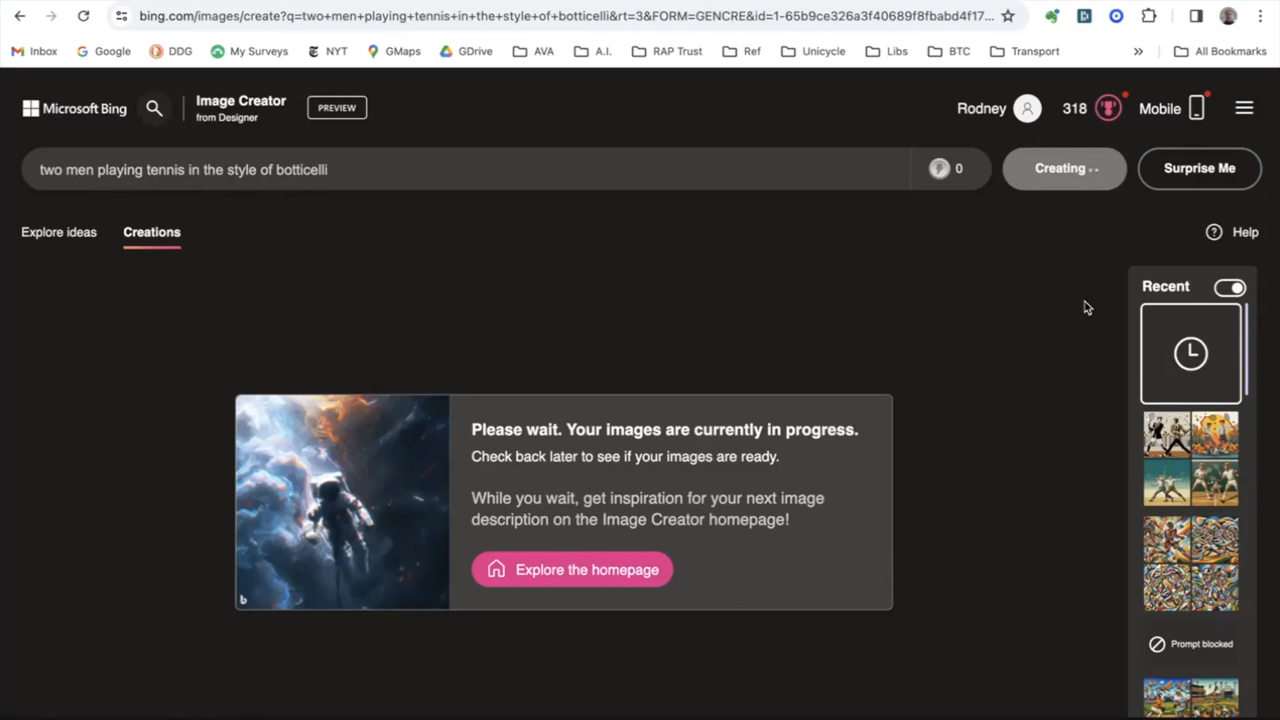 bing.com/images/create?q=two+men+playing+tennis+in+the+style+of+botticelli&rt=3&FORM=GENCRE&id=1-65b9ce326a3f40689f8fbabd4f17...
Inbox Google DDG My Surveys NYT GMaps GDrive AVA A.I. RAP Trust Ref Unicycle Libs BTC Transport » All Bookmarks
Microsoft Bing
Image Creator
from Designer
PREVIEW
Rodney
318
Mobile
two men playing tennis in the style of botticelli
0
Creating
Surprise Me
Explore ideas Creations
Help
Recent
Please wait. Your images are currently in progress.
Check back later to see if your images are ready.
While you wait, get inspiration for your next image
description on the Image Creator homepage!
Explore the homepage
b
Prompt blocked